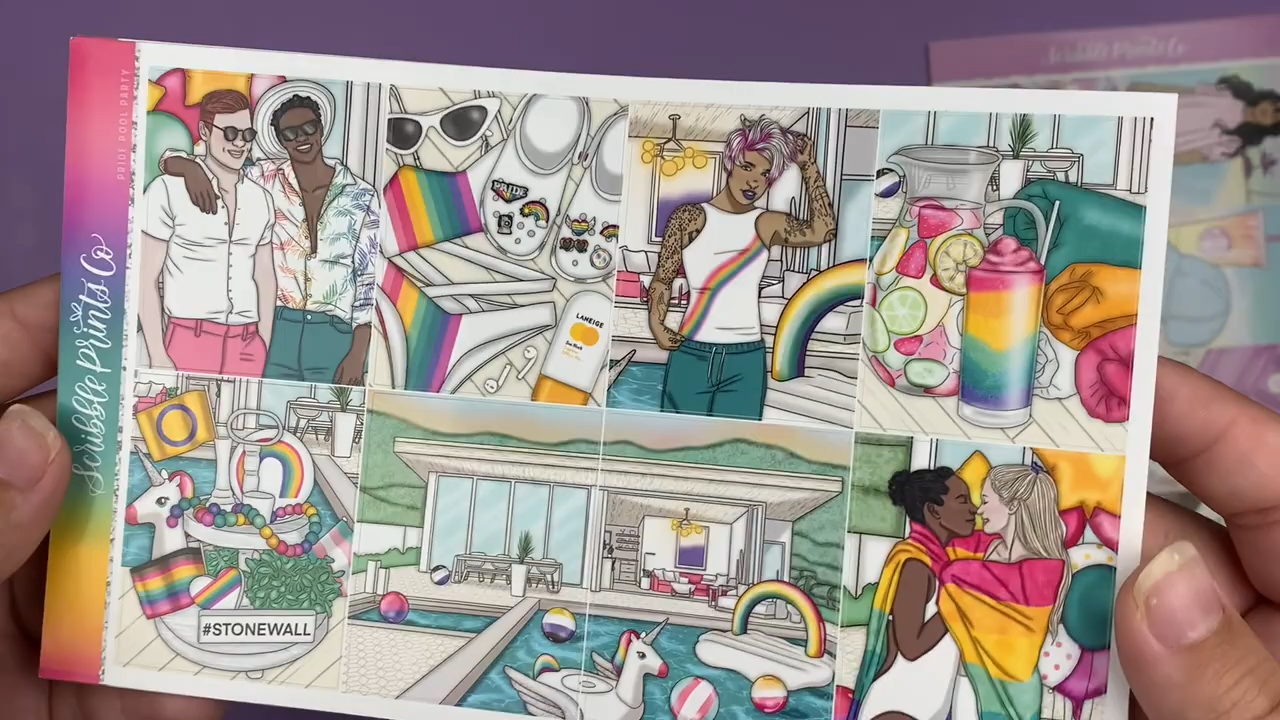 PRIDE POOL PARTY
Scribble Prints Co
Scribble Prints Co
PRIDE
LANEIGE
#STONEWALL